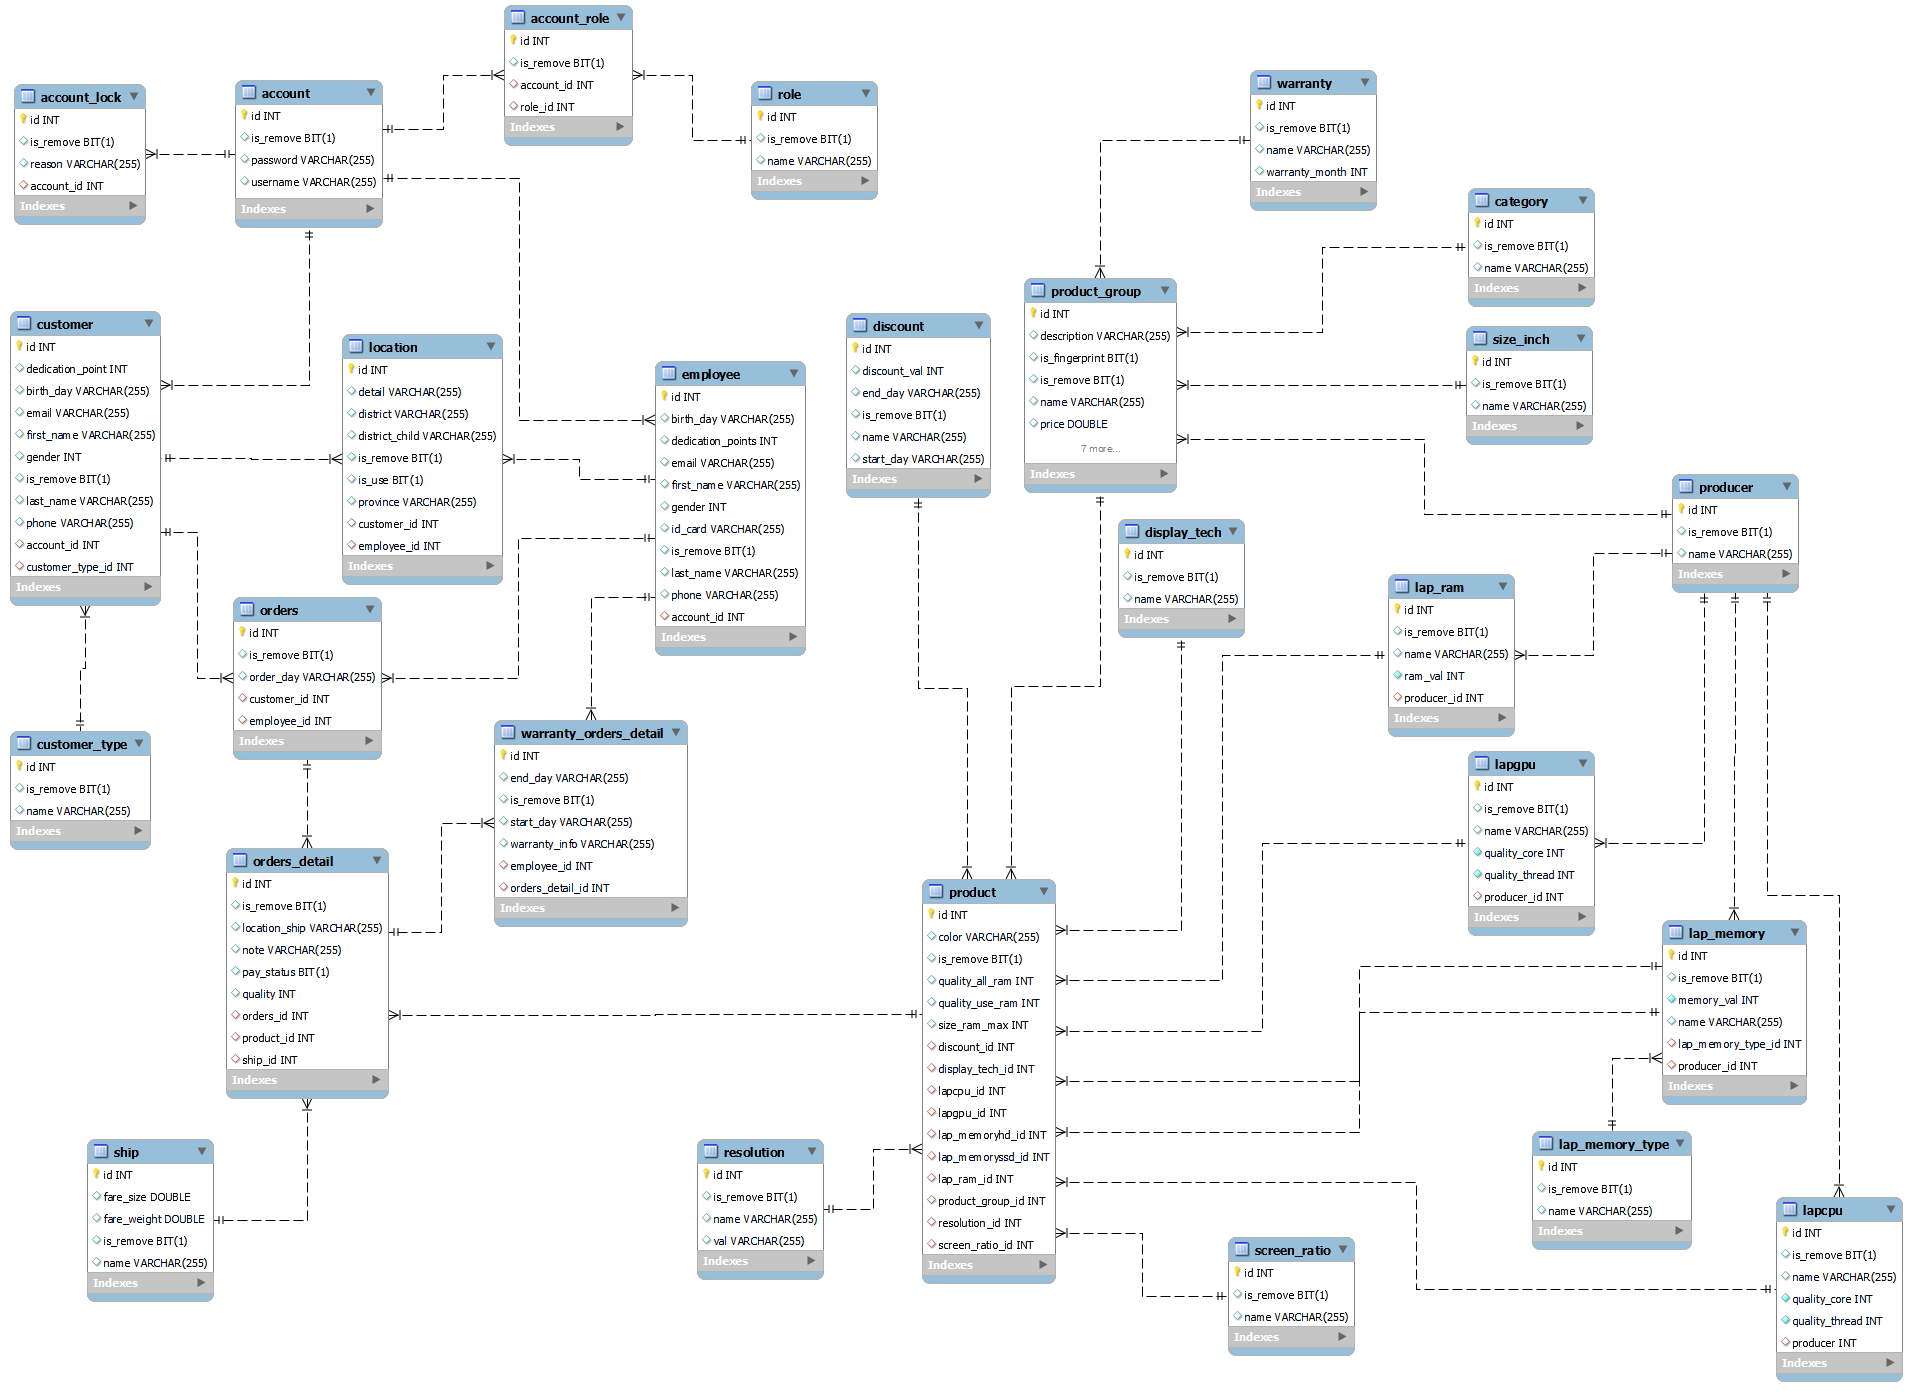 account_role
id INT
is_remove BIT(1)
account_id INT
role_id INT
Indexes
account_lock
id INT
is_remove BIT(1)
reason VARCHAR(255)
account_id INT
Indexes
account
id INT
is_remove BIT(1)
password VARCHAR(255)
username VARCHAR(255)
Indexes
role
id INT
is_remove BIT(1)
name VARCHAR(255)
Indexes
warranty
id INT
is_remove BIT(1)
name VARCHAR(255)
warranty_month INT
Indexes
category
id INT
is_remove BIT(1)
name VARCHAR(255)
Indexes
customer
id INT
dedication_point INT
birth_day VARCHAR(255)
email VARCHAR(255)
first_name VARCHAR(255)
gender INT
is_remove BIT(1)
last_name VARCHAR(255)
phone VARCHAR(255)
account_id INT
customer_type_id INT
Indexes
location
id INT
detail VARCHAR(255)
district VARCHAR(255)
district_child VARCHAR(255)
is_remove BIT(1)
is_use BIT(1)
province VARCHAR(255)
customer_id INT
employee_id INT
Indexes
employee
id INT
birth_day VARCHAR(255)
dedication_points INT
email VARCHAR(255)
first_name VARCHAR(255)
gender INT
id_card VARCHAR(255)
is_remove BIT(1)
last_name VARCHAR(255)
phone VARCHAR(255)
account_id INT
Indexes
discount
id INT
discount_val INT
end_day VARCHAR(255)
is_remove BIT(1)
name VARCHAR(255)
start_day VARCHAR(255)
Indexes
product_group
id INT
description VARCHAR(255)
is_fingerprint BIT(1)
is_remove BIT(1)
name VARCHAR(255)
price DOUBLE
7 more...
Indexes
size_inch
id INT
is_remove BIT(1)
name VARCHAR(255)
Indexes
producer
id INT
is_remove BIT(1)
name VARCHAR(255)
Indexes
display_tech
id INT
is_remove BIT(1)
name VARCHAR(255)
Indexes
lap_ram
id INT
is_remove BIT(1)
name VARCHAR(255)
ram_val INT
producer_id INT
Indexes
orders
id INT
is_remove BIT(1)
order_day VARCHAR(255)
customer_id INT
employee_id INT
Indexes
customer_type
id INT
is_remove BIT(1)
name VARCHAR(255)
Indexes
warranty_orders_detail
id INT
end_day VARCHAR(255)
is_remove BIT(1)
start_day VARCHAR(255)
warranty_info VARCHAR(255)
employee_id INT
orders_detail_id INT
Indexes
lapgpu
id INT
is_remove BIT(1)
name VARCHAR(255)
quality_core INT
quality_thread INT
producer_id INT
Indexes
orders_detail
id INT
is_remove BIT(1)
location_ship VARCHAR(255)
note VARCHAR(255)
pay_status BIT(1)
quality INT
orders_id INT
product_id INT
ship_id INT
Indexes
product
id INT
color VARCHAR(255)
is_remove BIT(1)
quality_all_ram INT
quality_use_ram INT
size_ram_max INT
discount_id INT
display_tech_id INT
lapcpu_id INT
lapgpu_id INT
lap_memoryhd_id INT
lap_memoryssd_id INT
lap_ram_id INT
product_group_id INT
resolution_id INT
screen_ratio_id INT
Indexes
lap_memory
id INT
is_remove BIT(1)
memory_val INT
name VARCHAR(255)
lap_memory_type_id INT
producer_id INT
Indexes
ship
id INT
fare_size DOUBLE
fare_weight DOUBLE
is_remove BIT(1)
name VARCHAR(255)
Indexes
resolution
id INT
is_remove BIT(1)
name VARCHAR(255)
val VARCHAR(255)
Indexes
lap_memory_type
id INT
is_remove BIT(1)
name VARCHAR(255)
Indexes
screen_ratio
id INT
is_remove BIT(1)
name VARCHAR(255)
Indexes
lapcpu
id INT
is_remove BIT(1)
name VARCHAR(255)
quality_core INT
quality_thread INT
producer INT
Indexes